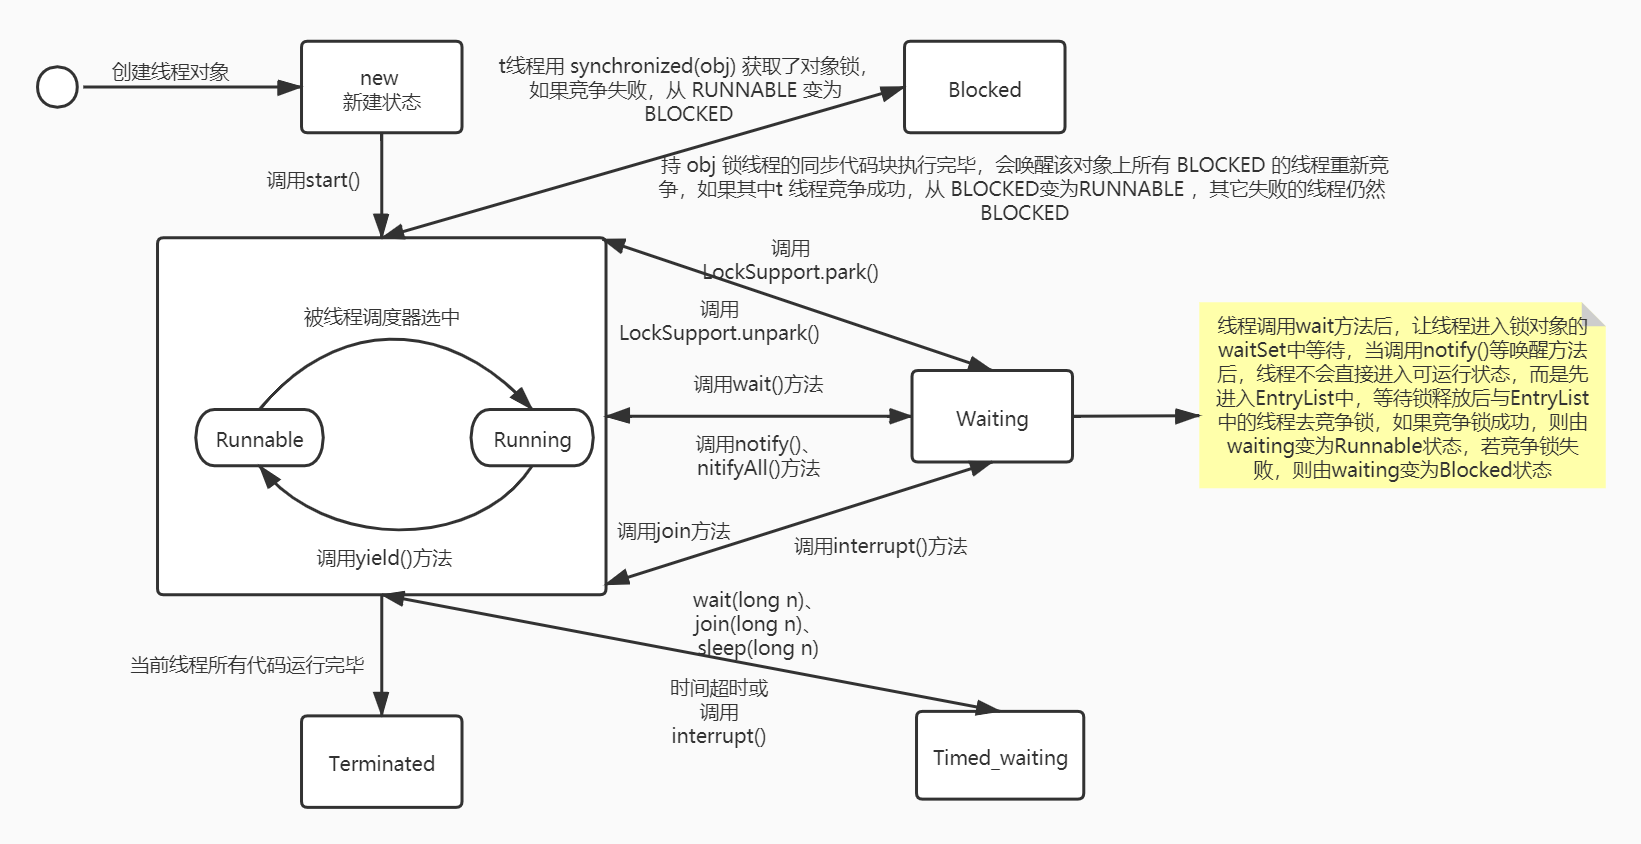 创建线程对象
new
新建状态
t线程用 synchronized(obj) 获取了对象锁，
如果竞争失败，从 RUNNABLE 变为
BLOCKED
Blocked
调用start()
持 obj 锁线程的同步代码块执行完毕，会唤醒该对象上所有 BLOCKED 的线程重新竞
争，如果其中t 线程竞争成功，从 BLOCKED变为RUNNABLE ，其它失败的线程仍然
BLOCKED
调用
LockSupport.park()
调用
LockSupport.unpark()
被线程调度器选中
Runnable
Running
调用yield()方法
调用wait()方法
调用notify()、
nitifyAll()方法
Waiting
线程调用wait方法后，让线程进入锁对象的
waitSet中等待，当调用notify()等唤醒方法
后，线程不会直接进入可运行状态，而是先
进入EntryList中，等待锁释放后与EntryList
中的线程去竞争锁，如果竞争锁成功，则由
waiting变为Runnable状态，若竞争锁失
败，则由waiting变为Blocked状态
调用join方法
调用interrupt()方法
wait(long n)、
join(long n)、
sleep(long n)
时间超时或
调用
interrupt()
当前线程所有代码运行完毕
Terminated
Timed_waiting